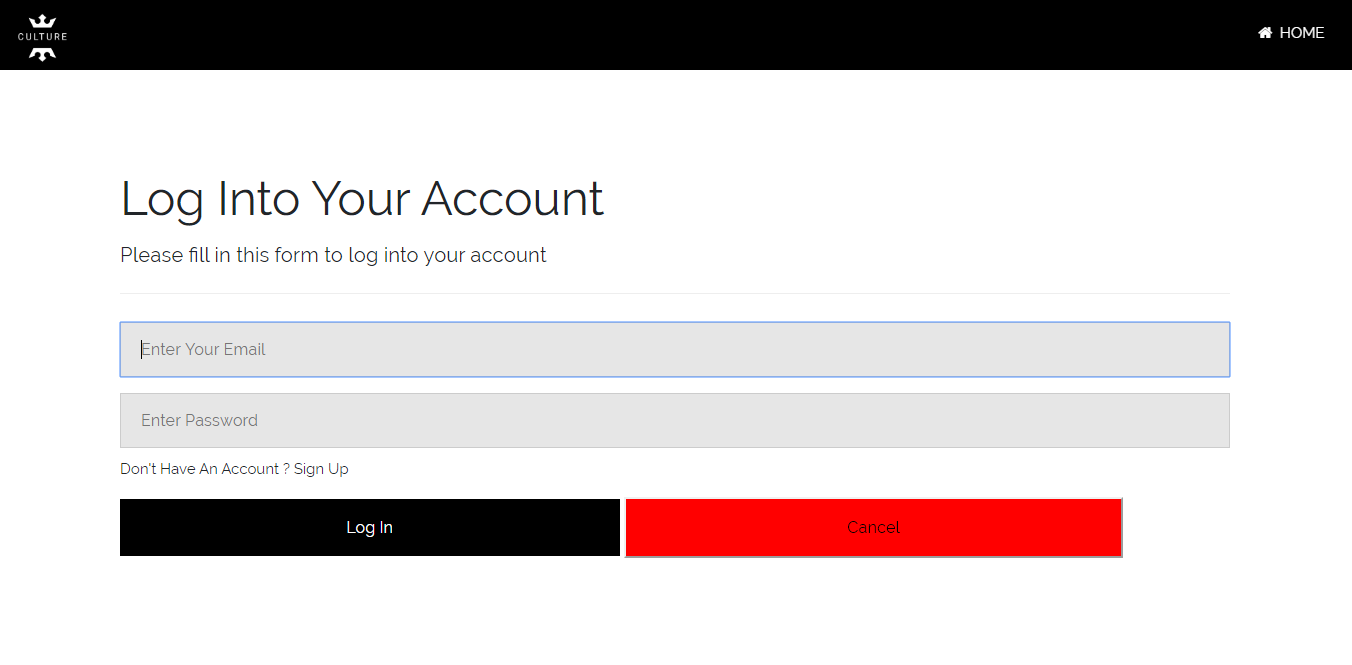 CULTURE
HOME
Log Into Your Account
Please fill in this form to log into your account
Enter Your Email
Enter Password
Don't Have An Account ? Sign Up
Log In
Cancel